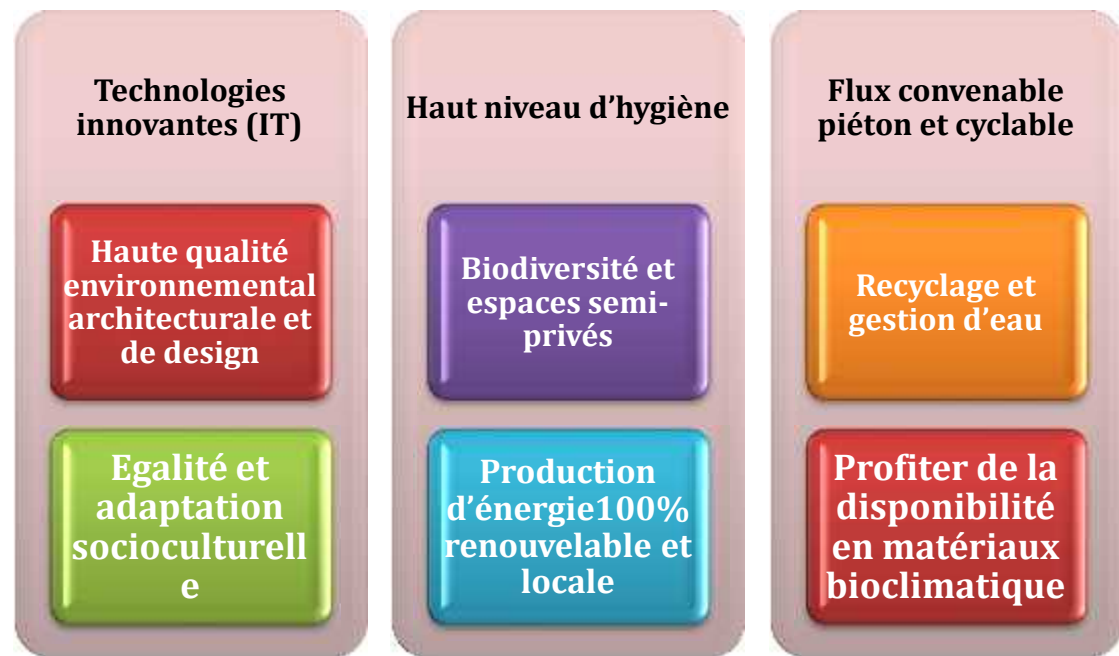 Technologies
innovantes (IT)
Haute qualité
environnemental
architecturale et
de design
Egalité et
adaptation
socioculturell
e
Haut niveau d’hygiène
Biodiversité et
espaces semi-
privés
Production
d’énergie100%
renouvelable et
locale
Flux convenable
piéton et cyclable
Recyclage et
gestion d’eau
Profiter de la
disponibilité
en matériaux
bioclimatique